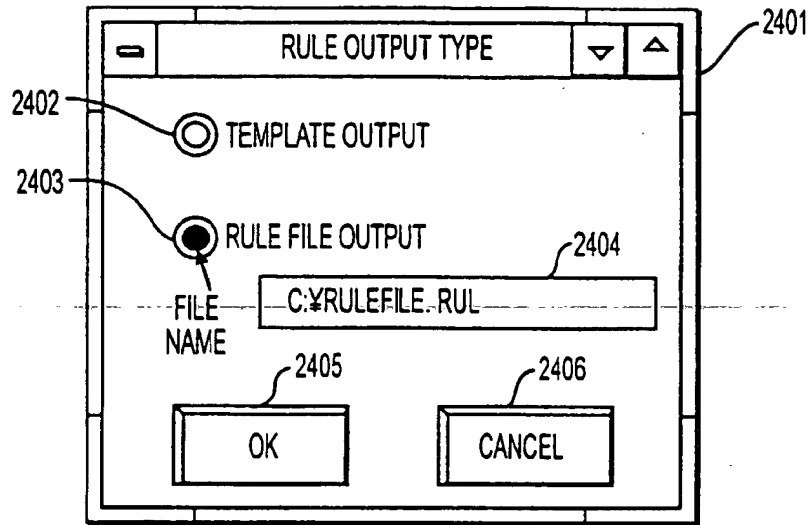 RULE OUTPUT TYPE
2401
2402
TEMPLATE OUTPUT
2403
RULE FILE OUTPUT
2404
FILE NAME
C:¥RULEFILE. RUL
2405
2406
OK
CANCEL